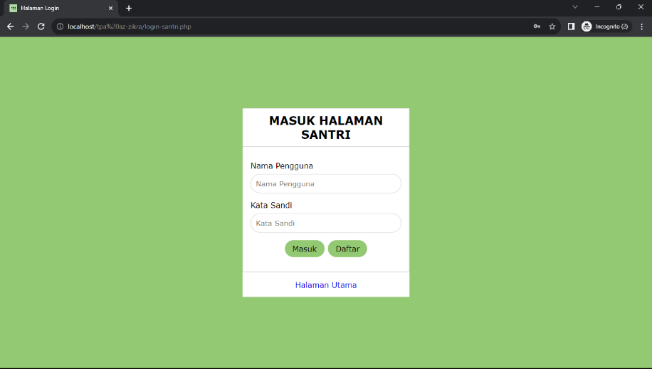 Halaman Login
localhost/tpa%20az-zikra/login-santri.php
Incognito (2)
MASUK HALAMAN
SANTRI
Nama Pengguna
Nama Pengguna
Kata Sandi
Kata Sandi
Masuk Daftar
Halaman Utama